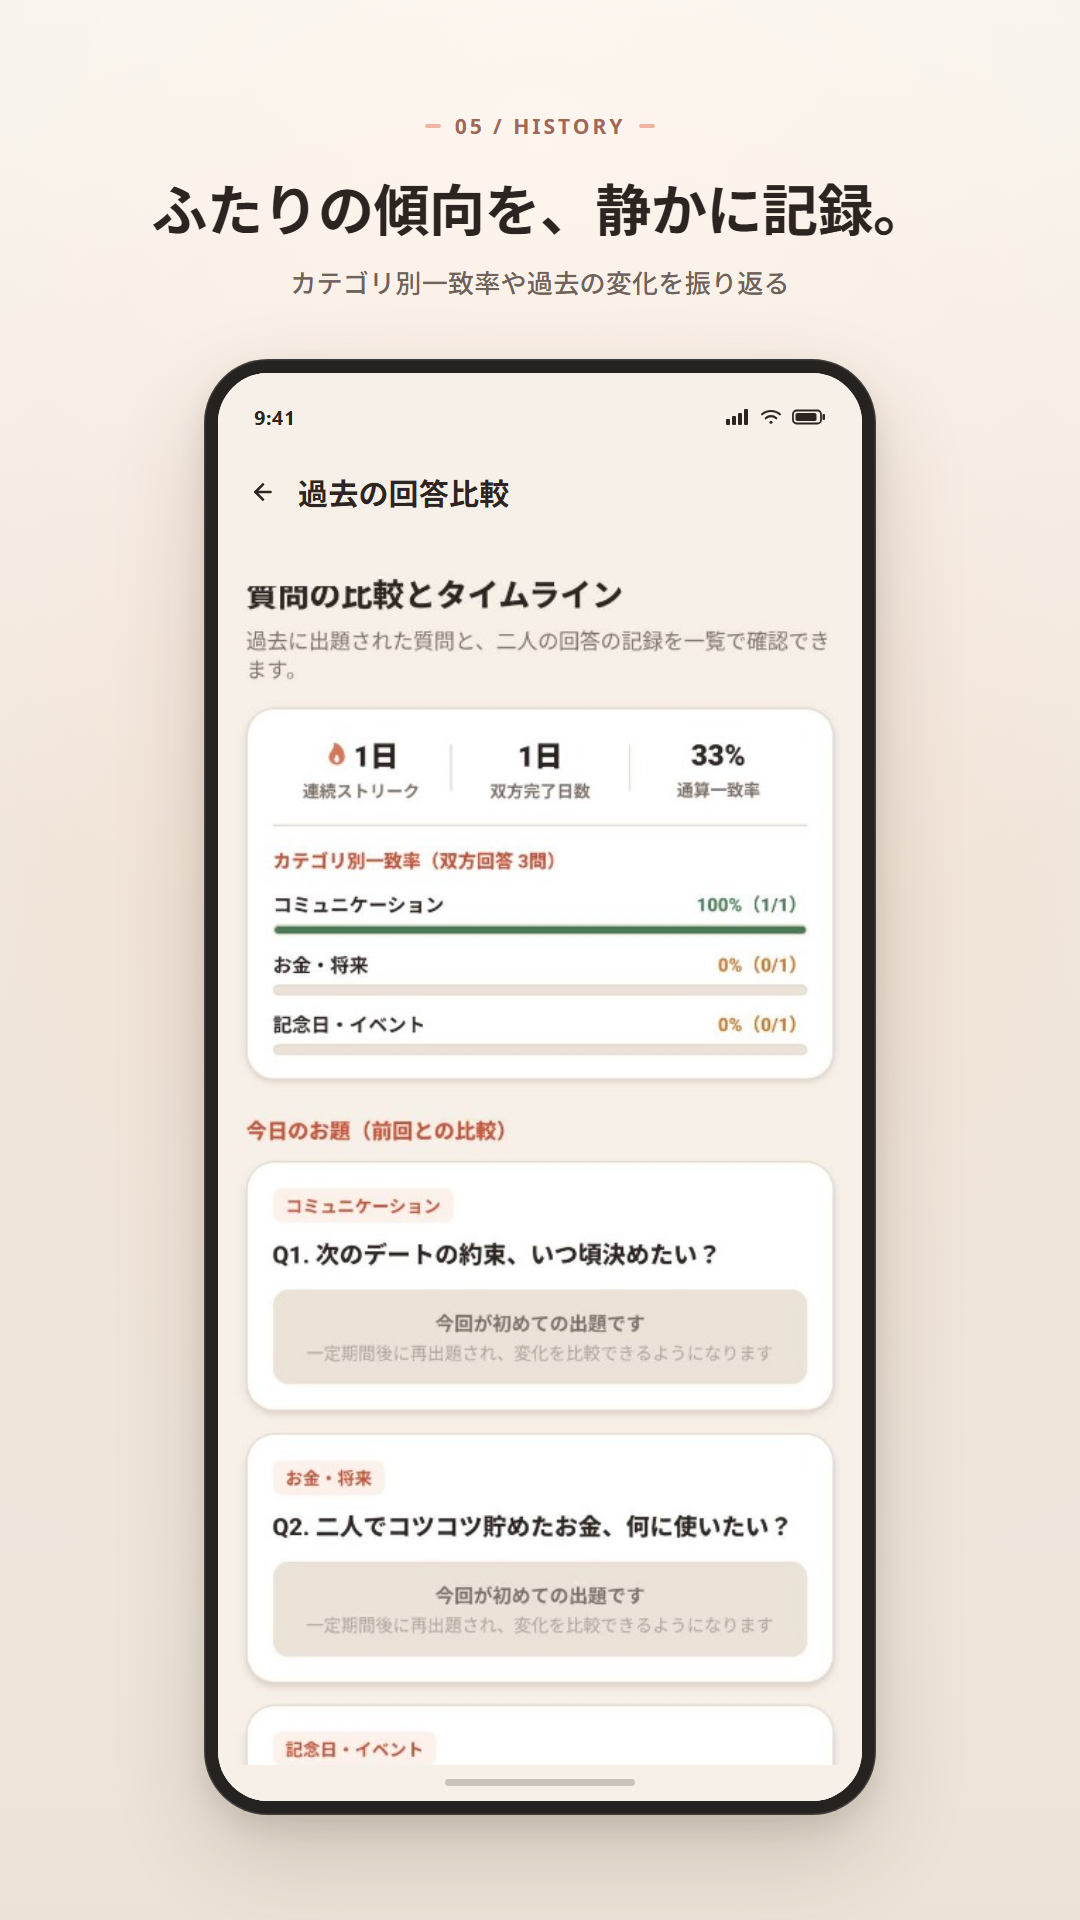 05 / HISTORY
ふたりの傾向を、静かに記録。
カテゴリ別一致率や過去の変化を振り返る
9:41
過去の回答比較
質問の比較とタイムライン
過去に出題された質問と、二人の回答の記録を一覧で確認でき
ます。
1日 1日 33%
連続ストリーク 双方完了日数 通算一致率
カテゴリ別一致率（双方回答 3問）
コミュニケーション 100%（1/1）
お金・将来 0%（0/1）
記念日・イベント 0%（0/1）
今日のお題（前回との比較）
コミュニケーション
Q1. 次のデートの約束、いつ頃決めたい？
今回が初めての出題です
一定期間後に再出題され、変化を比較できるようになります
お金・将来
Q2. 二人でコツコツ貯めたお金、何に使いたい？
今回が初めての出題です
一定期間後に再出題され、変化を比較できるようになります
記念日・イベント